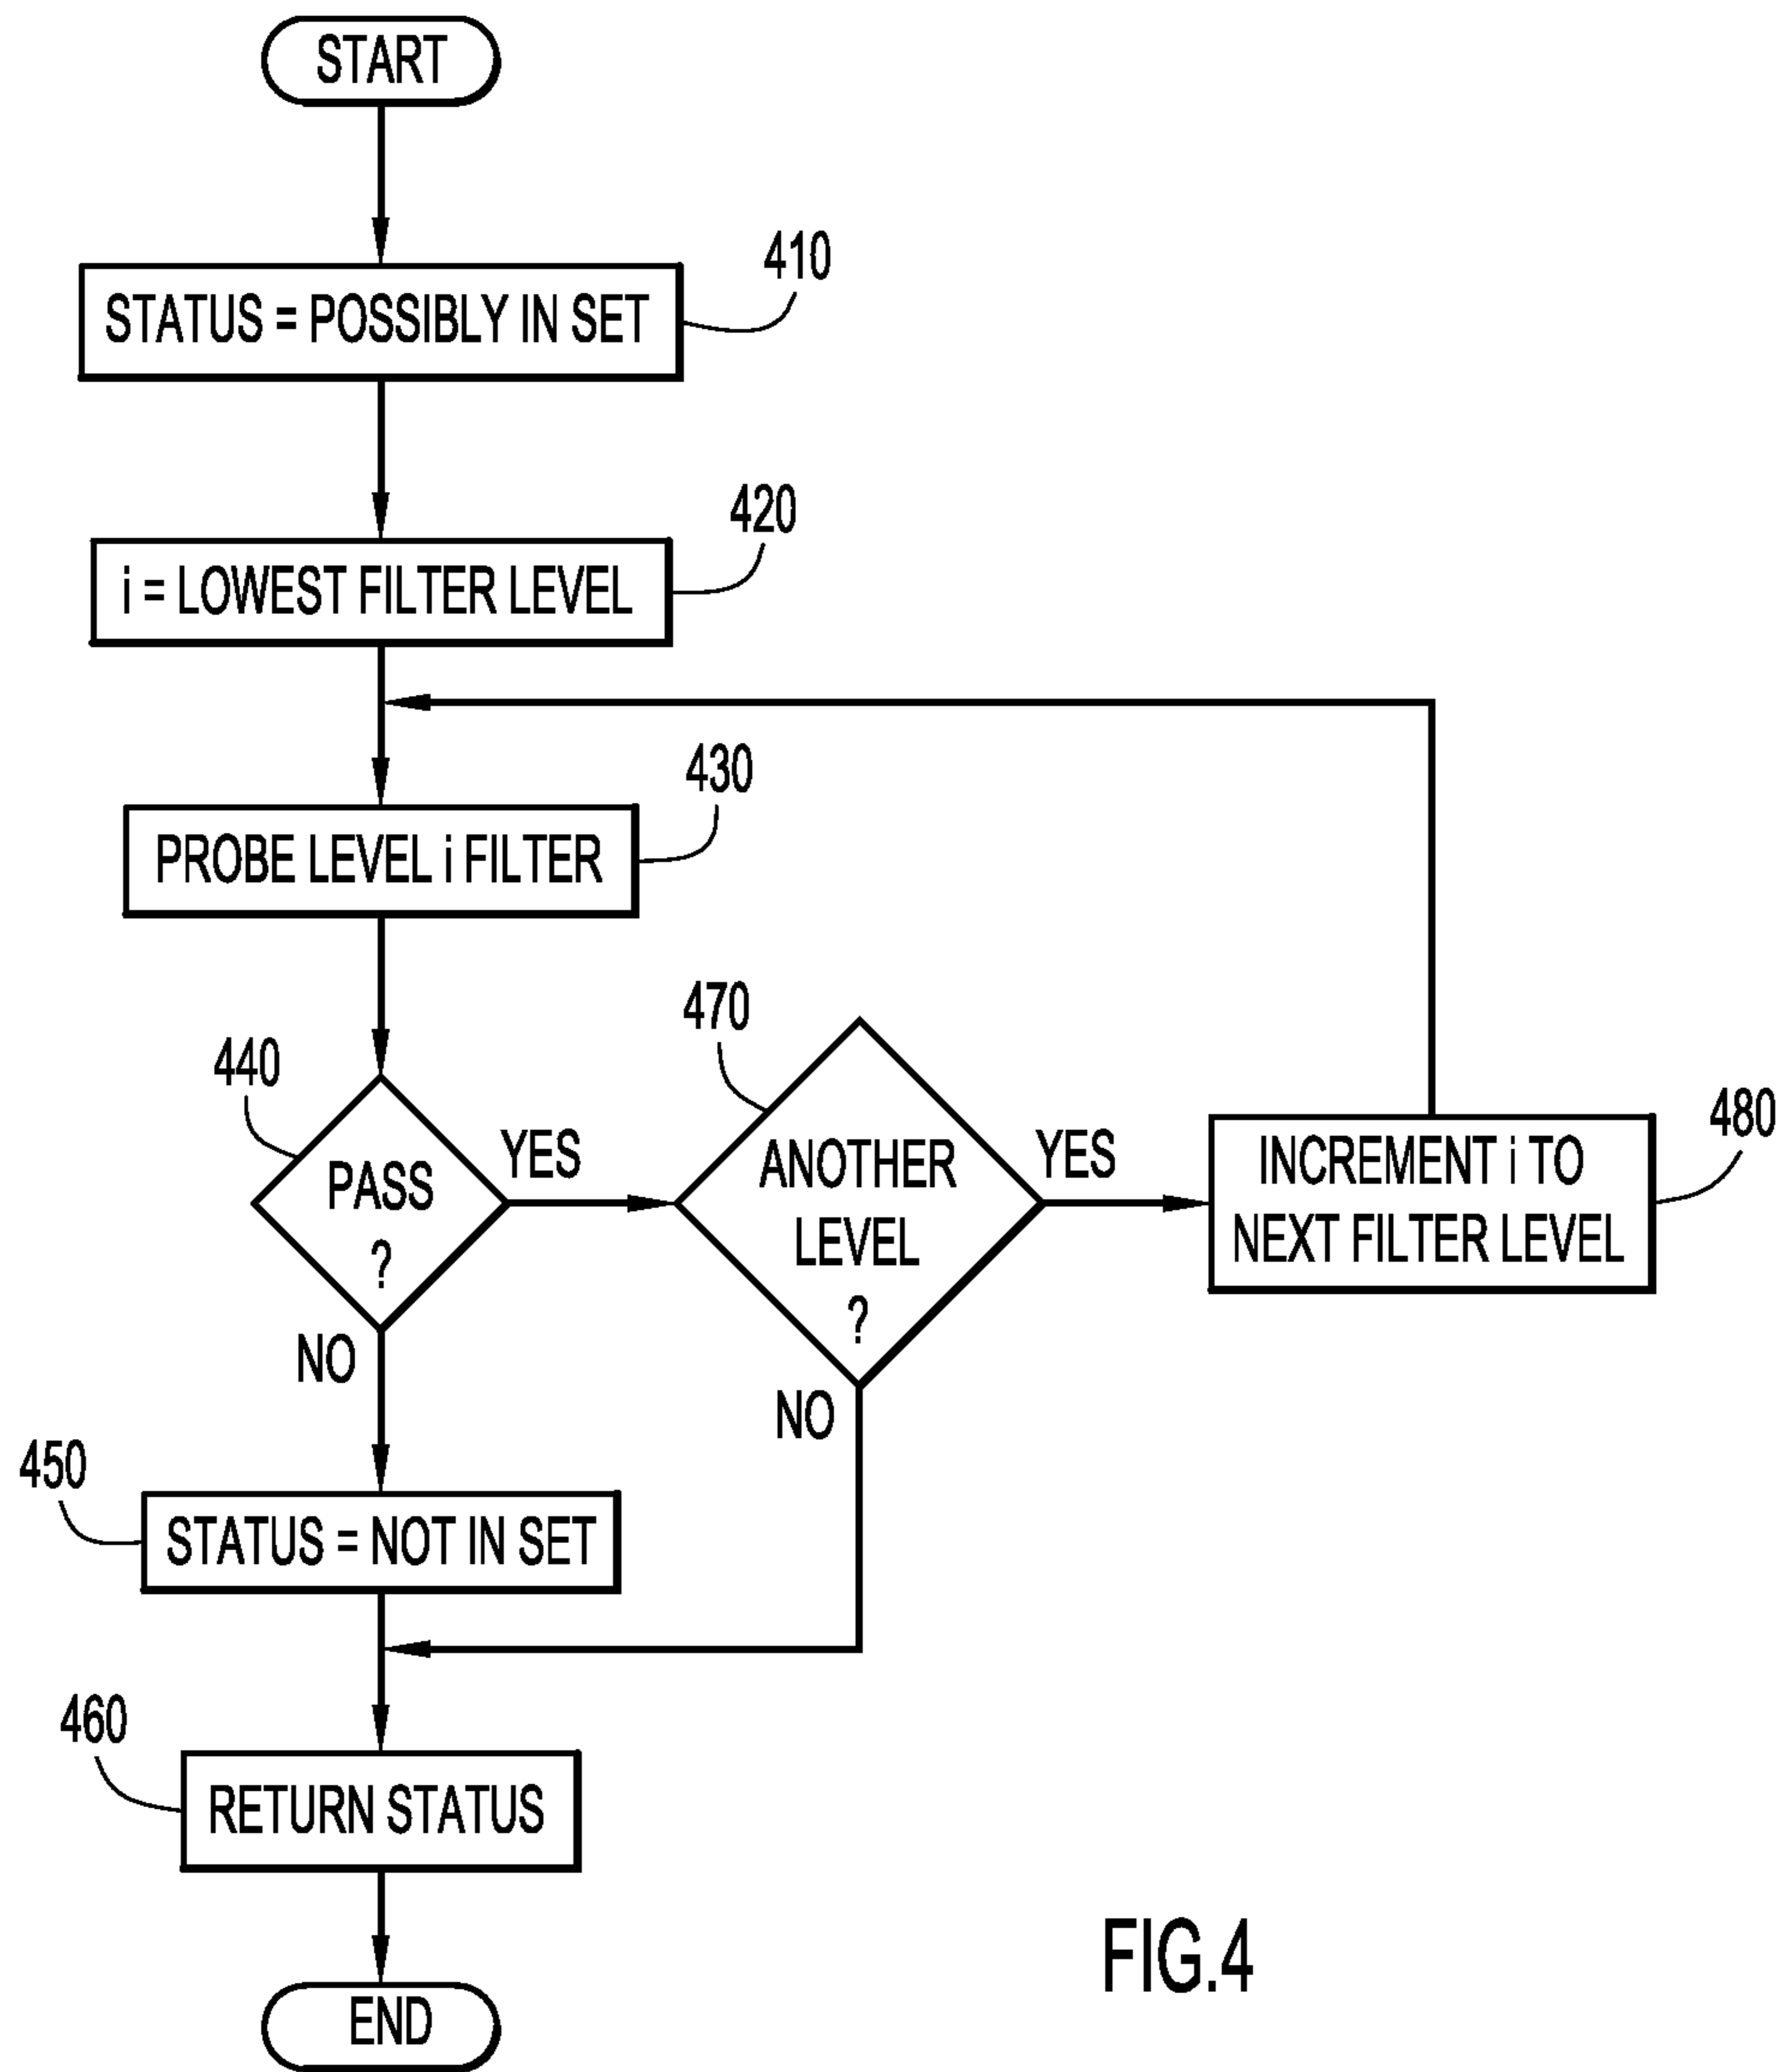 START
410
STATUS = POSSIBLY IN SET
420
i = LOWEST FILTER LEVEL
430
PROBE LEVEL i FILTER
440
PASS
?
YES
NO
470
ANOTHER
LEVEL
?
YES
NO
480
INCREMENT i TO
NEXT FILTER LEVEL
450
STATUS = NOT IN SET
460
RETURN STATUS
END
FIG.4